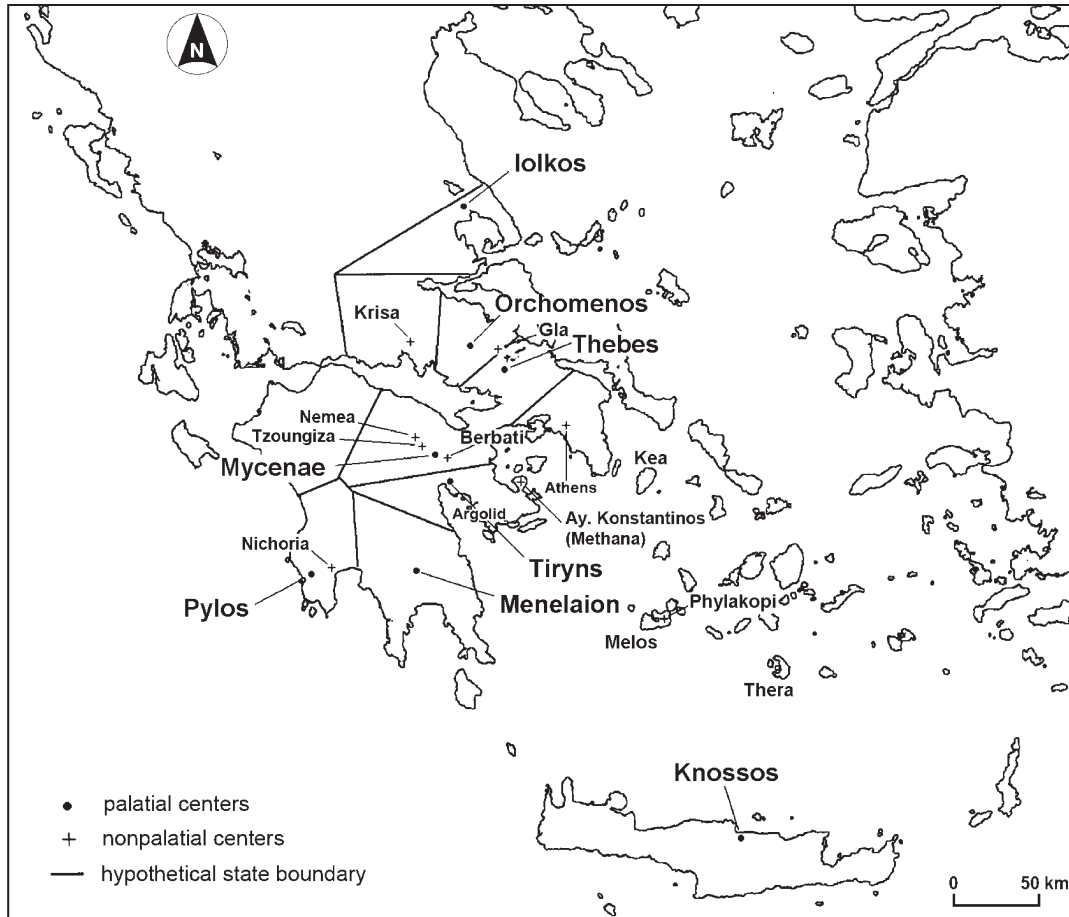 N
Iolkos
Orchomenos
Krisa
Gla
Thebes
Nemea
Tzoungiza
Berbati
Mycenae
Kea
Athens
Argolid
Ay. Konstantinos
(Methana)
Nichoria
Tiryns
Pylos
Menelaion
Phylakopi
Melos
Thera
Knossos
palatial centers
nonpalatial centers
hypothetical state boundary
0 50 km